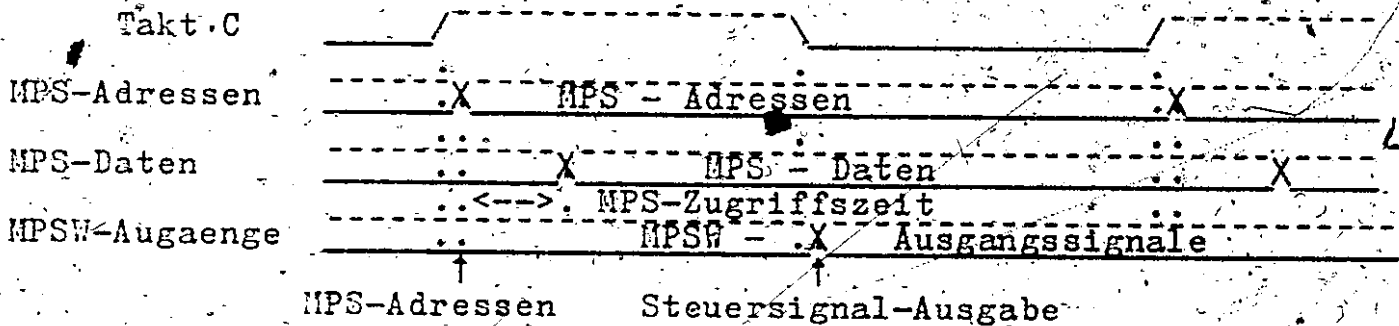 Takt C
MPS-Adressen MPS - Adressen
MPS-Daten MPS - Daten
<--> MPS-Zugriffszeit
MPSW-Augaenge MPSW - Ausgangssignale
MPS-Adressen Steuersignal-Ausgabe